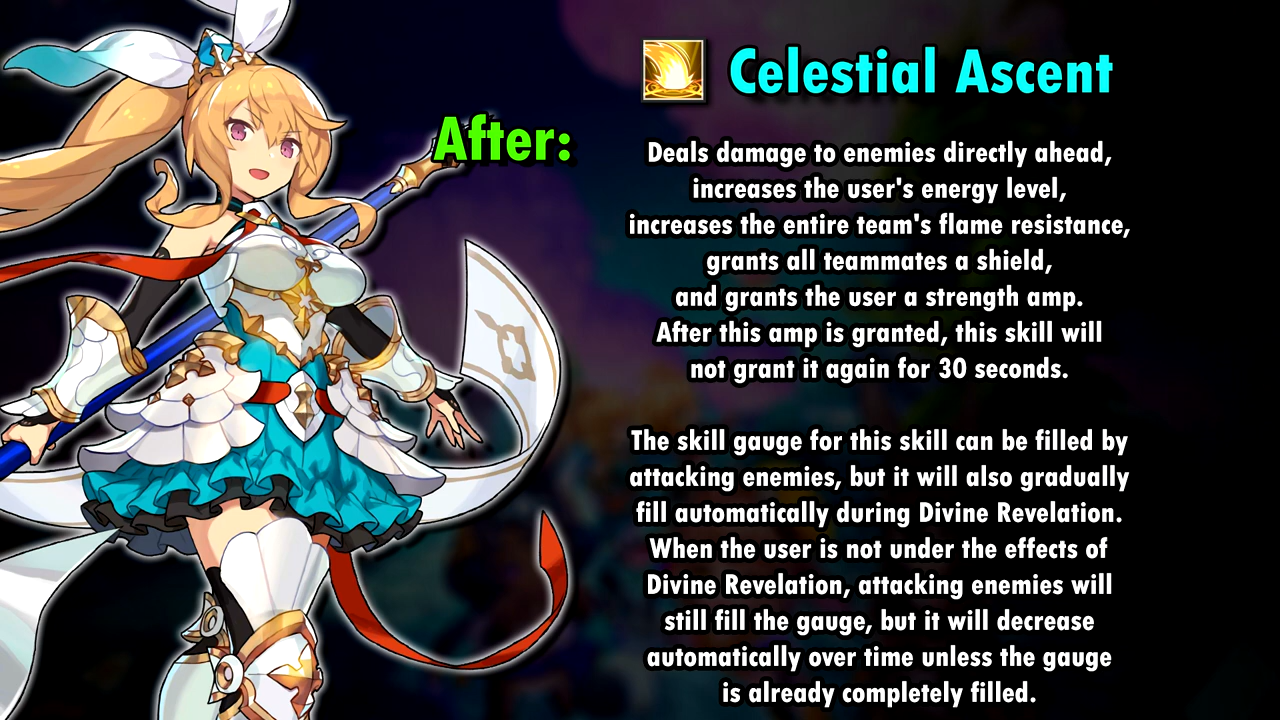 Celestial Ascent
After:
Deals damage to enemies directly ahead,
increases the user's energy level,
increases the entire team's flame resistance,
grants all teammates a shield,
and grants the user a strength amp.
After this amp is granted, this skill will
not grant it again for 30 seconds.
The skill gauge for this skill can be filled by
attacking enemies, but it will also gradually
fill automatically during Divine Revelation.
When the user is not under the effects of
Divine Revelation, attacking enemies will
still fill the gauge, but it will decrease
automatically over time unless the gauge
is already completely filled.